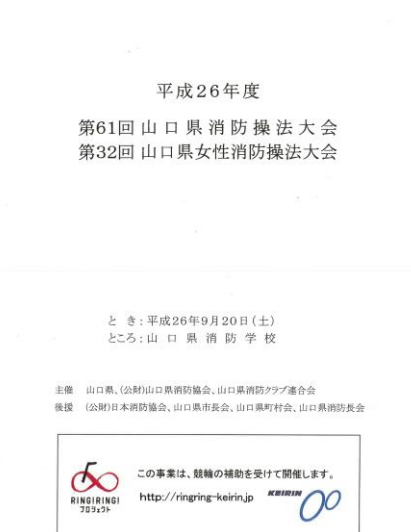 平成26年度
第61回 山口県消防操法大会
第32回 山口県女性消防操法大会
とき:平成26年9月20日(土)
ところ:山口県消防学校
主催 山口県、(公財)山口県消防協会、山口県消防クラブ連合会
後援 (公財)日本消防協会、山口県市長会、山口県町村会、山口県消防長会
この事業は、競輪の補助を受けて開催します。
http://ringring-keirin.jp
KEIRIN
RING!RING!
プロジェクト